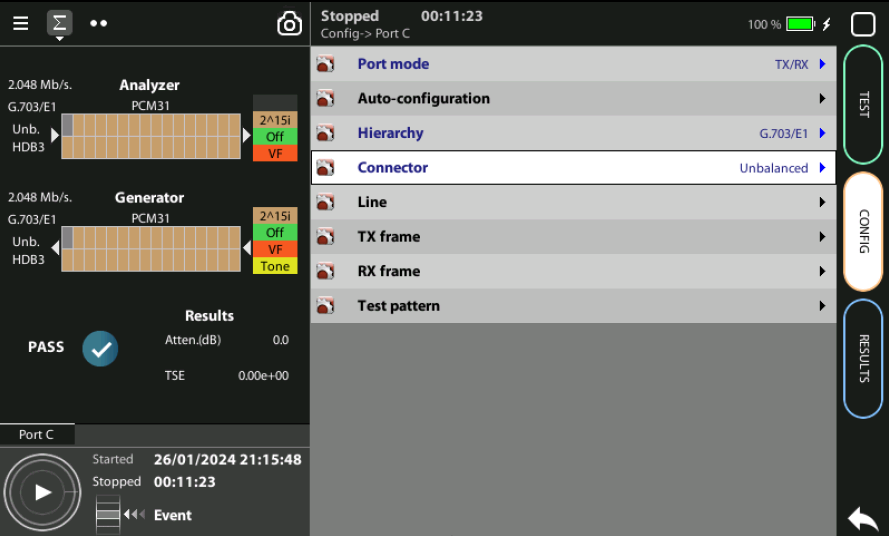 Σ
Stopped 00:11:23
Config-> Port C
100 %
2.048 Mb/s. Analyzer
G.703/E1 PCM31
Unb.
HDB3
2^15i
Off
VF
2.048 Mb/s. Generator
G.703/E1 PCM31
Unb.
HDB3
2^15i
Off
VF
Tone
Results
PASS
Atten.(dB) 0.0
TSE 0.00e+00
Port C
Started 26/01/2024 21:15:48
Stopped 00:11:23
Event
Port mode TX/RX
Auto-configuration
Hierarchy G.703/E1
Connector Unbalanced
Line
TX frame
RX frame
Test pattern
TEST
CONFIG
RESULTS